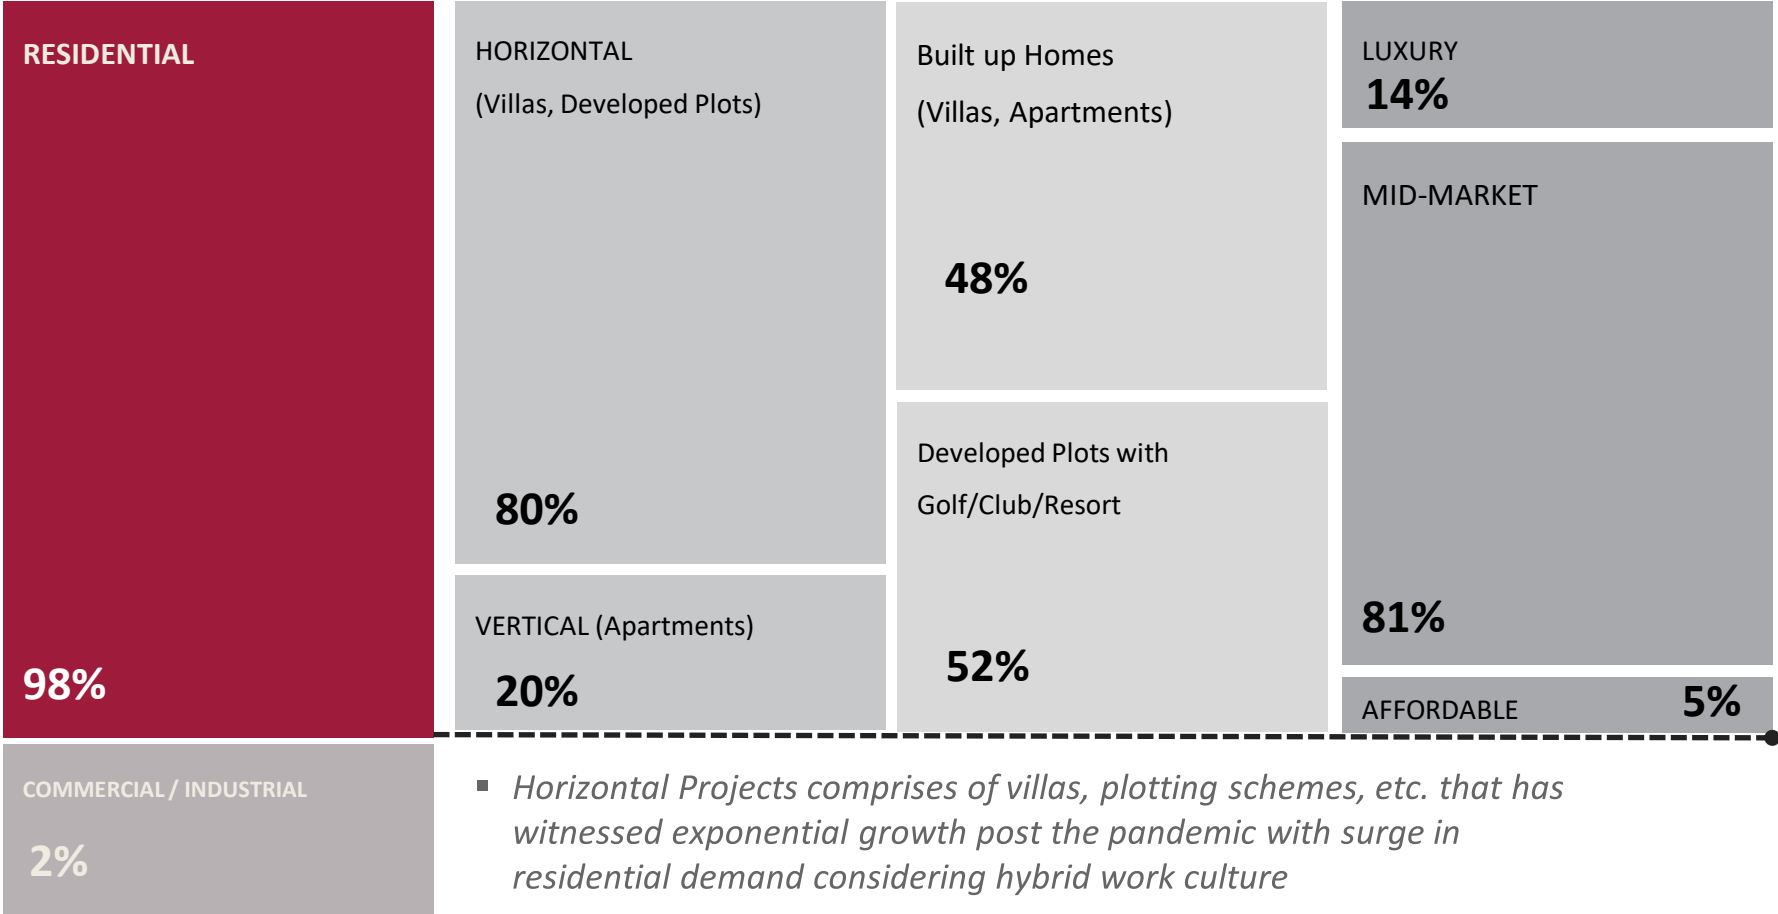 RESIDENTIAL
98%
COMMERCIAL / INDUSTRIAL
2%
HORIZONTAL
(Villas, Developed Plots)
80%
VERTICAL (Apartments)
20%
Built up Homes
(Villas, Apartments)
48%
Developed Plots with
Golf/Club/Resort
52%
LUXURY
14%
MID-MARKET
81%
AFFORDABLE 5%
▪ Horizontal Projects comprises of villas, plotting schemes, etc. that has
witnessed exponential growth post the pandemic with surge in
residential demand considering hybrid work culture